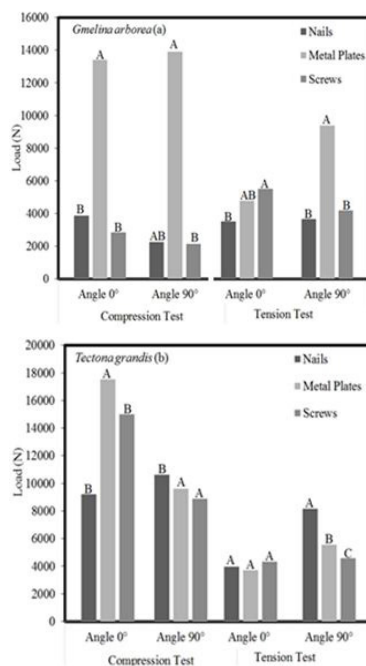 16000
Gmelina arborea (a)
14000
12000
10000
8000
6000
4000
2000
0
Load (N)
Nails
Metal Plates
Screws
B A B
AB A B
B AB A
B A B
Angle 0° Angle 90° Angle 0° Angle 90°
Compression Test Tension Test
20000
Tectona grandis (b)
18000
16000
14000
12000
10000
8000
6000
4000
2000
0
Load (N)
Nails
Metal Plates
Screws
B A B
B A A
A A A
A B C
Angle 0° Angle 90° Angle 0° Angle 90°
Compression Test Tension Test